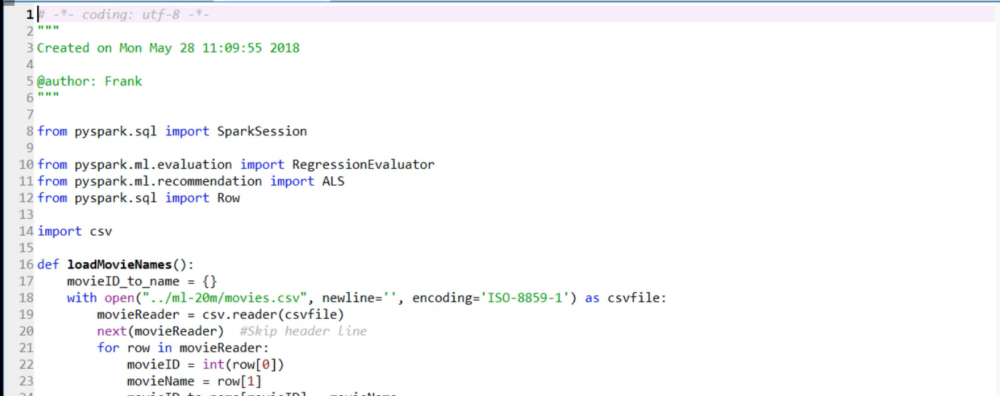 1 # -*- coding: utf-8 -*-
2 """
3 Created on Mon May 28 11:09:55 2018
4
5 @author: Frank
6 """
7
8 from pyspark.sql import SparkSession
9
10 from pyspark.ml.evaluation import RegressionEvaluator
11 from pyspark.ml.recommendation import ALS
12 from pyspark.sql import Row
13
14 import csv
15
16 def loadMovieNames():
17     movieID_to_name = {}
18     with open("../ml-20m/movies.csv", newline='', encoding='ISO-8859-1') as csvfile:
19         movieReader = csv.reader(csvfile)
20         next(movieReader)  #Skip header line
21         for row in movieReader:
22             movieID = int(row[0])
23             movieName = row[1]